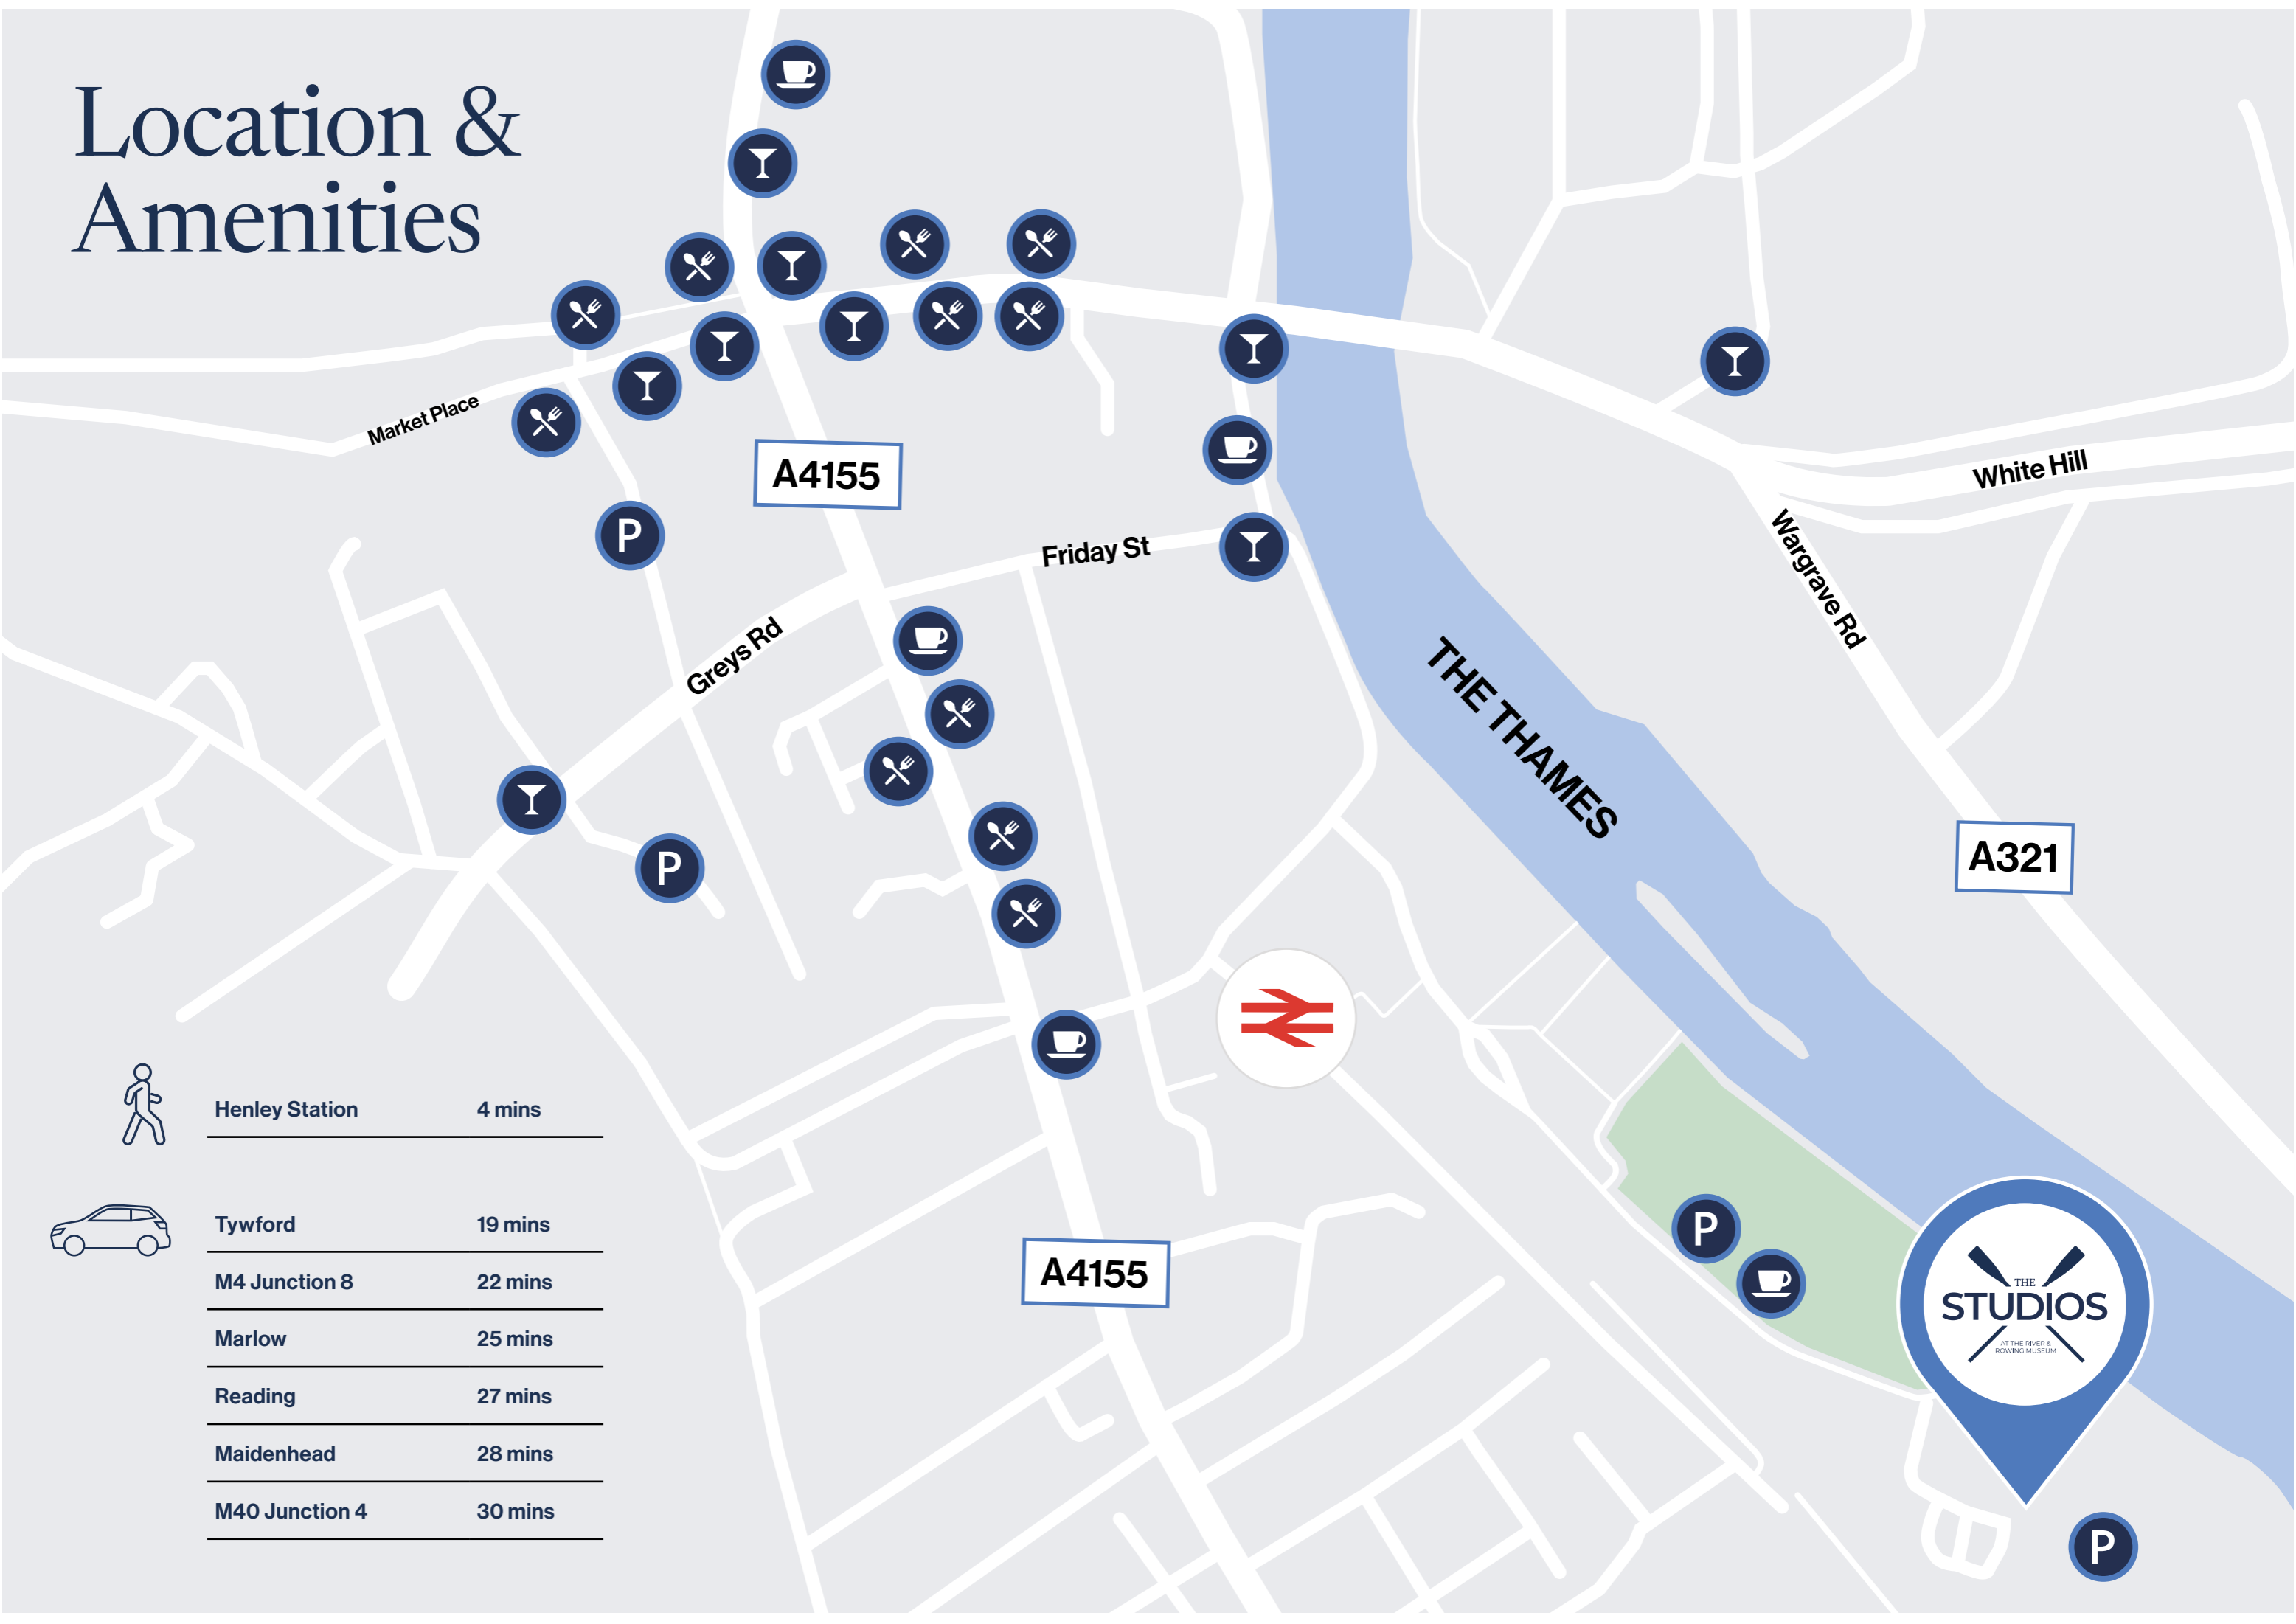 Location &
Amenities
Market Place
A4155
P
Friday St
Greys Rd
P
White Hill
Wargrave Rd
THE THAMES
A321
Henley Station 4 mins
Tywford 19 mins
M4 Junction 8 22 mins
Marlow 25 mins
Reading 27 mins
Maidenhead 28 mins
M40 Junction 4 30 mins
A4155
P
THE
STUDIOS
AT THE RIVER &
ROWING MUSEUM
P